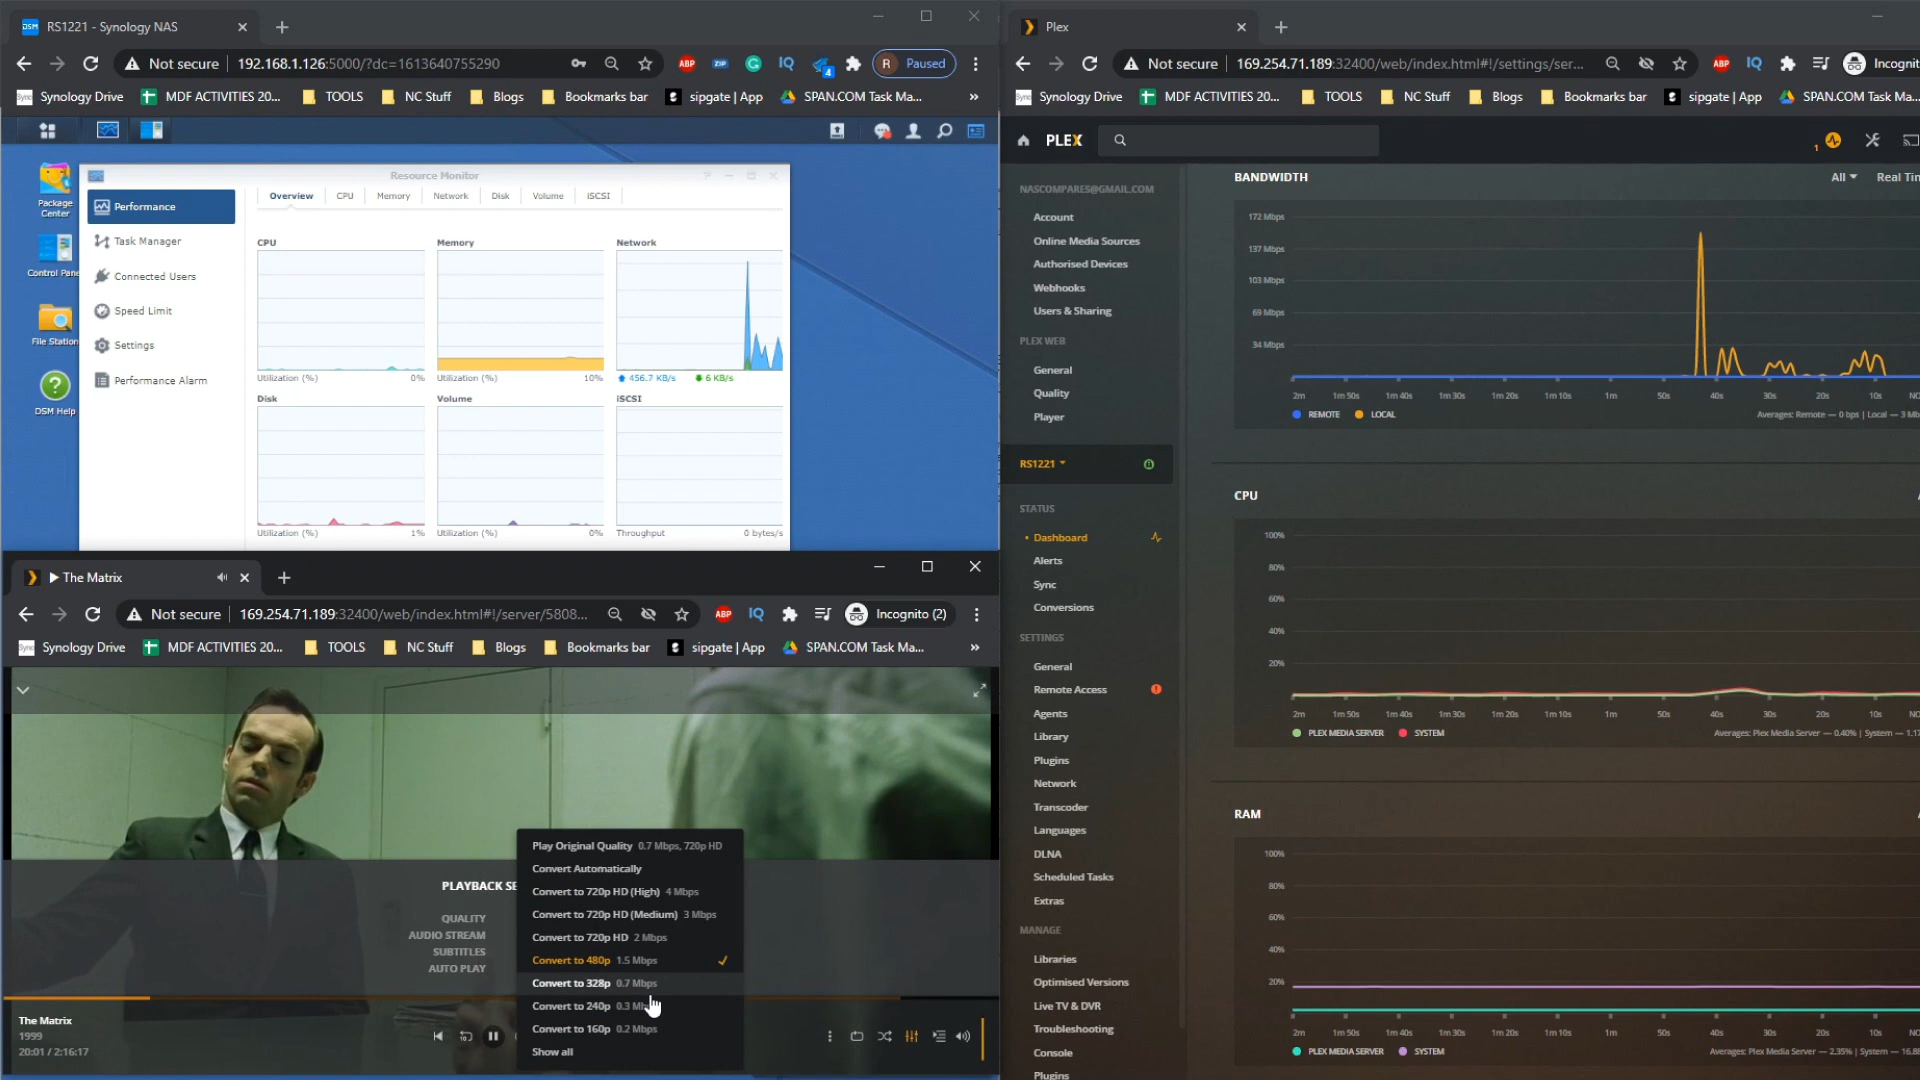 RS1221 - Synology NAS
Not secure 192.168.1.126:5000/?dc=1613640755290
ABP ZIP IQ 4 R Paused
Synology Drive MDF ACTIVITIES 20... TOOLS NC Stuff Blogs Bookmarks bar sipgate | App SPAN.COM Task Ma... »
Package Center
Control Pane
File Station
DSM Help
Resource Monitor
Performance
Task Manager
Connected Users
Speed Limit
Settings
Performance Alarm
Overview CPU Memory Network Disk Volume iSCSI
CPU Memory Network
Utilization (%) 0% Utilization (%) 10% 456.7 KB/s 6 KB/s
Disk Volume iSCSI
Utilization (%) 1% Utilization (%) 0% Throughput 0 bytes/s
The Matrix
Not secure 169.254.71.189:32400/web/index.html#!/server/5808...
ABP IQ Incognito (2)
Synology Drive MDF ACTIVITIES 20... TOOLS NC Stuff Blogs Bookmarks bar sipgate | App SPAN.COM Task Ma... »
PLAYBACK SE
QUALITY
AUDIO STREAM
SUBTITLES
AUTO PLAY
Play Original Quality 0.7 Mbps, 720p HD
Convert Automatically
Convert to 720p HD (High) 4 Mbps
Convert to 720p HD (Medium) 3 Mbps
Convert to 720p HD 2 Mbps
Convert to 480p 1.5 Mbps
Convert to 328p 0.7 Mbps
Convert to 240p 0.3 Mb
Convert to 160p 0.2 Mbps
Show all
The Matrix
1999
20:01 / 2:16:17
Plex
Not secure 169.254.71.189:32400/web/index.html#!/settings/ser...
ABP IQ Incognit
Synology Drive MDF ACTIVITIES 20... TOOLS NC Stuff Blogs Bookmarks bar sipgate | App SPAN.COM Task Ma...
PLEX 1
NASCOMPARES@GMAIL.COM
Account
Online Media Sources
Authorised Devices
Webhooks
Users & Sharing
PLEX WEB
General
Quality
Player
RS1221
STATUS
Dashboard
Alerts
Sync
Conversions
SETTINGS
General
Remote Access
Agents
Library
Plugins
Network
Transcoder
Languages
DLNA
Scheduled Tasks
Extras
MANAGE
Libraries
Optimised Versions
Live TV & DVR
Troubleshooting
Console
Plugins
BANDWIDTH All Real Tim
172 Mbps
137 Mbps
103 Mbps
69 Mbps
34 Mbps
2m 1m 50s 1m 40s 1m 30s 1m 20s 1m 10s 1m 50s 40s 30s 20s 10s NO
REMOTE LOCAL Averages: Remote — 0 bps | Local — 3 Mb
CPU
100%
80%
60%
40%
20%
2m 1m 50s 1m 40s 1m 30s 1m 20s 1m 10s 1m 50s 40s 30s 20s 10s NO
PLEX MEDIA SERVER SYSTEM Averages: Plex Media Server — 0.40% | System — 1.17
RAM
100%
80%
60%
40%
20%
2m 1m 50s 1m 40s 1m 30s 1m 20s 1m 10s 1m 50s 40s 30s 20s 10s NO
PLEX MEDIA SERVER SYSTEM Averages: Plex Media Server — 2.35% | System — 16.8